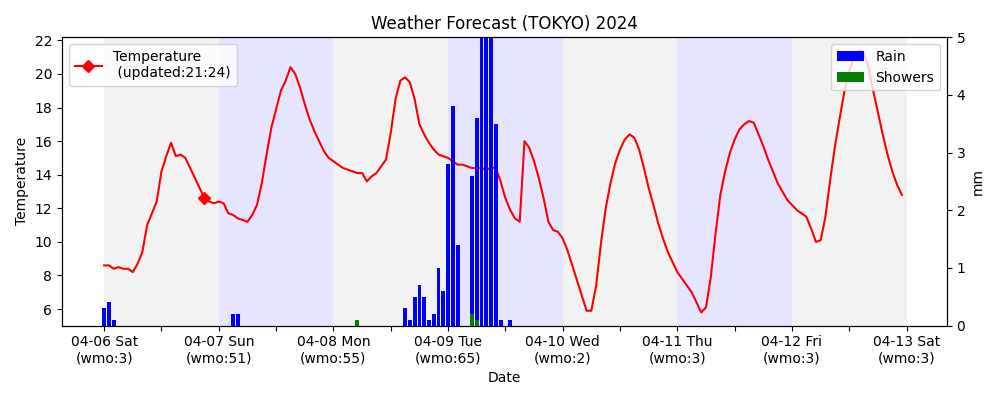 Weather Forecast (TOKYO) 2024
Temperature
(updated:21:24)
Rain
Showers
22
20
18
16
14
12
10
8
6
Temperature
5
4
3
2
1
0
mm
04-06 Sat
(wmo:3)
04-07 Sun
(wmo:51)
04-08 Mon
(wmo:55)
04-09 Tue
(wmo:65)
04-10 Wed
(wmo:2)
04-11 Thu
(wmo:3)
04-12 Fri
(wmo:3)
04-13 Sat
(wmo:3)
Date